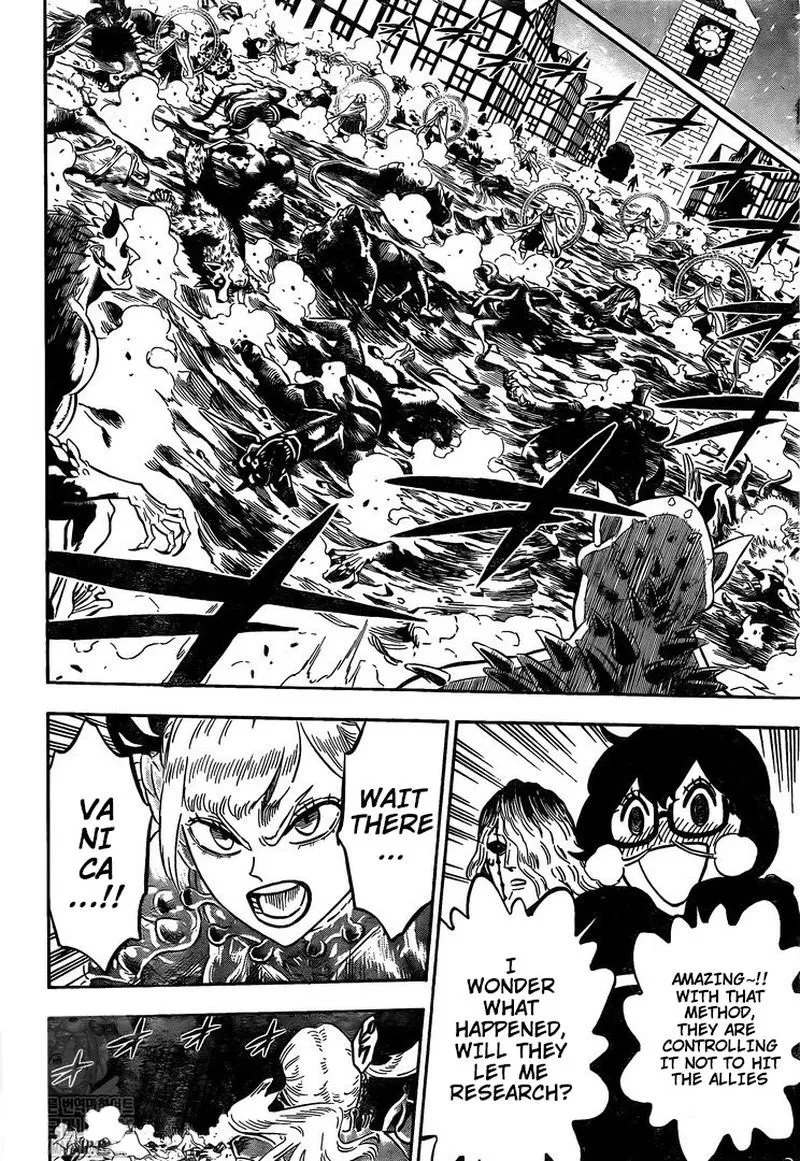 AMAZING~!!
WITH THAT
METHOD,
THEY ARE
CONTROLLING
IT NOT TO HIT
THE ALLIES
I
WONDER
WHAT
HAPPENED,
WILL THEY
LET ME
RESEARCH?
WAIT
THERE
...
VA
NI
CA
...!!